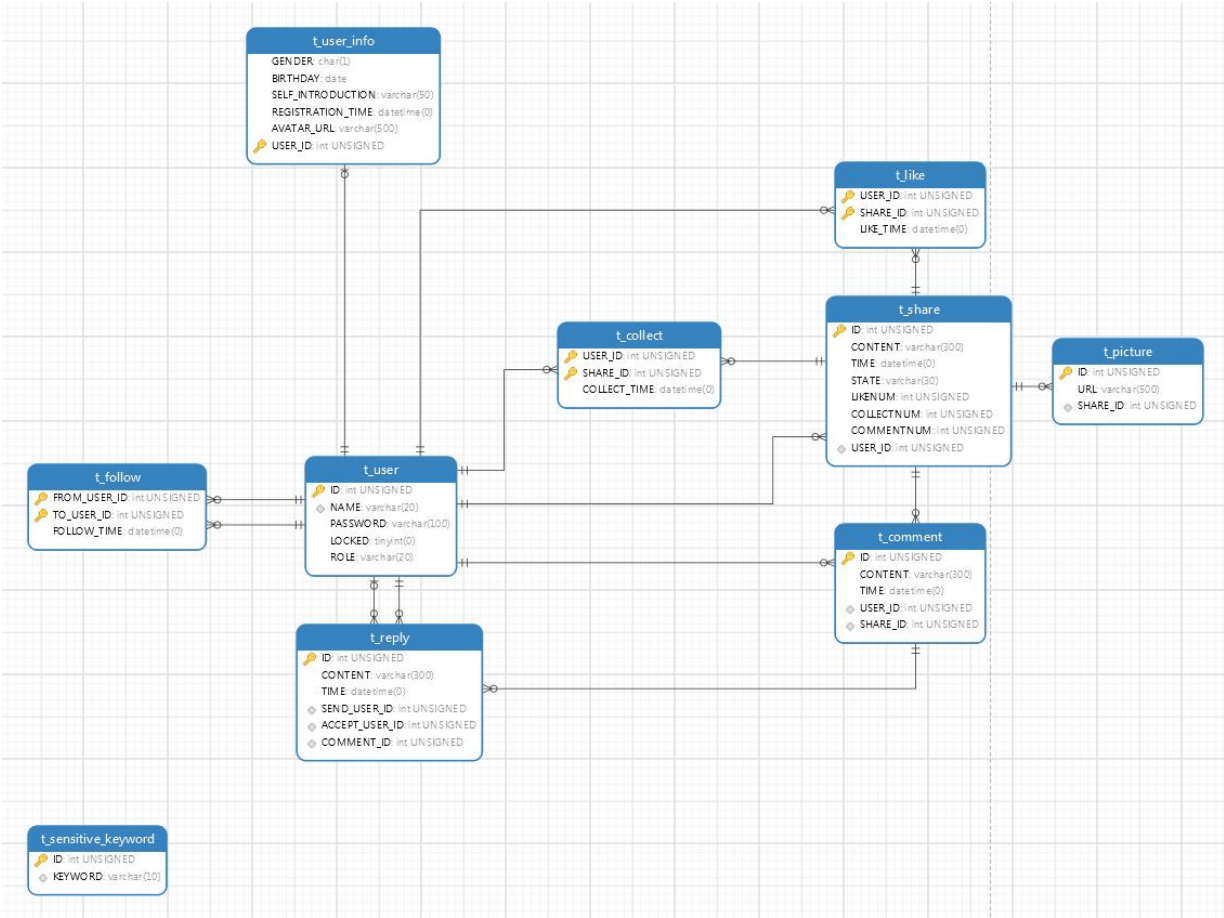 t_user_info
GENDER: char(1)
BIRTHDAY: date
SELF_INTRODUCTION: varchar(50)
REGISTRATION_TIME: datetime(0)
AVATAR_URL: varchar(500)
USER_ID: int UNSIGNED
t_like
USER_ID: int UNSIGNED
SHARE_ID: int UNSIGNED
LIKE_TIME: datetime(0)
t_share
ID: int UNSIGNED
CONTENT: varchar(300)
TIME: datetime(0)
STATE: varchar(30)
LIKENUM: int UNSIGNED
COLLECTNUM: int UNSIGNED
COMMENTNUM: int UNSIGNED
USER_ID: int UNSIGNED
t_collect
USER_ID: int UNSIGNED
SHARE_ID: int UNSIGNED
COLLECT_TIME: datetime(0)
t_picture
ID: int UNSIGNED
URL: varchar(500)
SHARE_ID: int UNSIGNED
t_follow
FROM_USER_ID: int UNSIGNED
TO_USER_ID: int UNSIGNED
FOLLOW_TIME: datetime(0)
t_user
ID: int UNSIGNED
NAME: varchar(20)
PASSWORD: varchar(100)
LOCKED: tinyint(0)
ROLE: varchar(20)
t_comment
ID: int UNSIGNED
CONTENT: varchar(300)
TIME: datetime(0)
USER_ID: int UNSIGNED
SHARE_ID: int UNSIGNED
t_reply
ID: int UNSIGNED
CONTENT: varchar(300)
TIME: datetime(0)
SEND_USER_ID: int UNSIGNED
ACCEPT_USER_ID: int UNSIGNED
COMMENT_ID: int UNSIGNED
t_sensitive_keyword
ID: int UNSIGNED
KEYWORD: varchar(10)